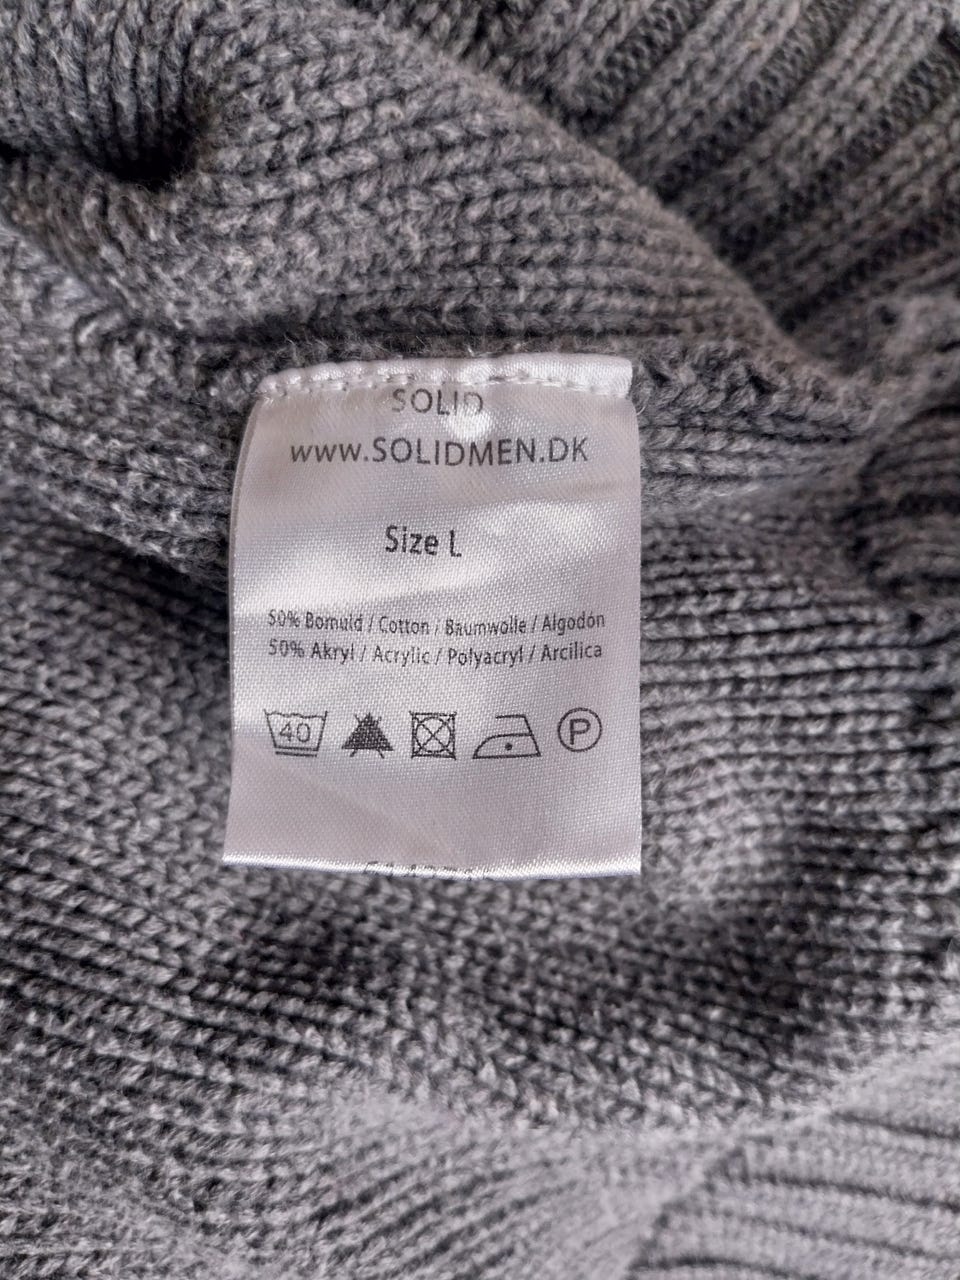 SOLID
www.SOLIDMEN.DK
Size L
50% Bomuld / Cotton / Baumwolle / Algodón
50% Akryl / Acrylic / Polyacryl / Arcilica
40
P